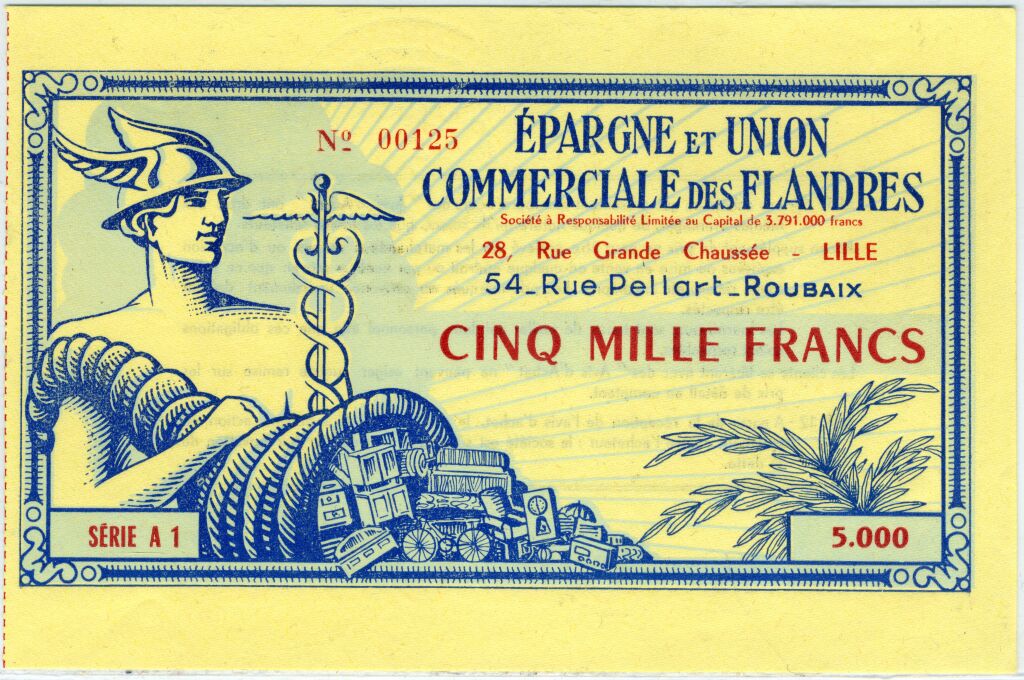 Nº 00125
ÉPARGNE ET UNION
COMMERCIALE DES FLANDRES
Société à Responsabilité Limitée au Capital de 3.791.000 francs
28, Rue Grande Chaussée - LILLE
54_Rue Pellart_ROUBAIX
CINQ MILLE FRANCS
SÉRIE A 1
5.000